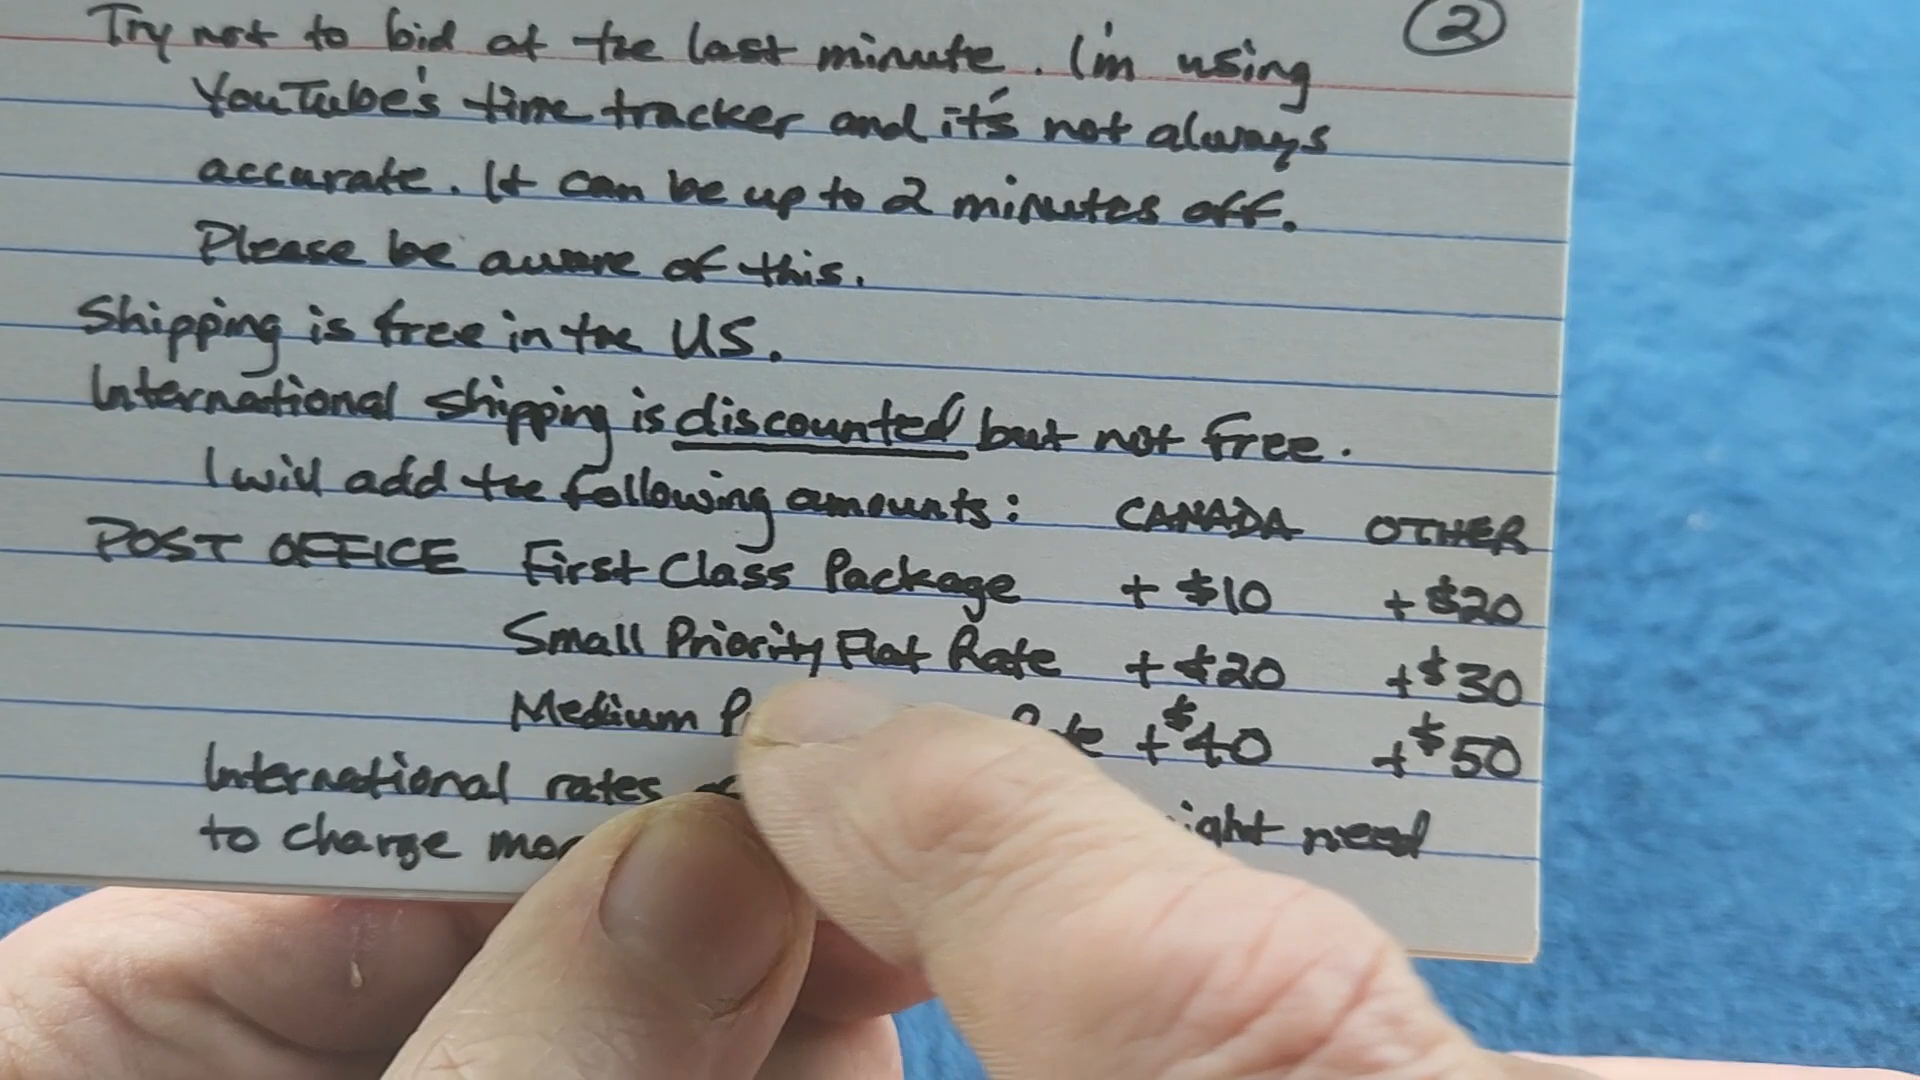 Try not to bid at the last minute. I'm using
②
YouTube's time tracker and it's not always
accurate. It can be up to 2 minutes off.
Please be aware of this.
Shipping is free in the US.
International shipping is discounted but not free.
I will add the following amounts: CANADA OTHER
POST OFFICE First Class Package + $10 + $20
Small Priority Flat Rate + $20 + $30
Medium + $40 + $50
International rates
to charge need